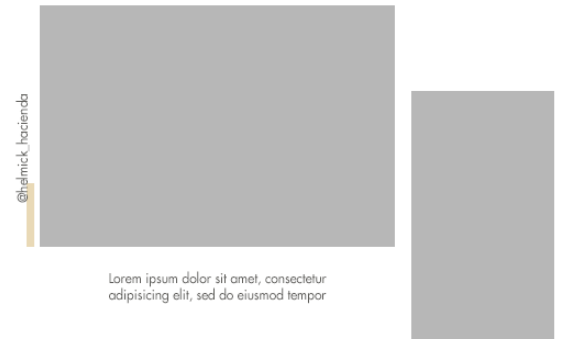 @helmick_hacienda
Lorem ipsum dolor sit amet, consectetur
adipisicing elit, sed do eiusmod tempor